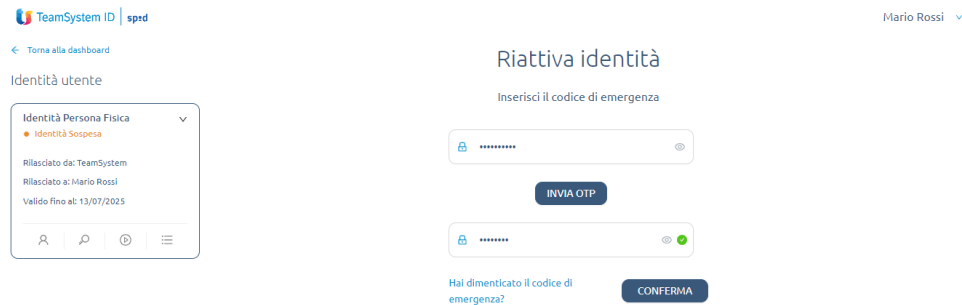 TeamSystem ID
sp:d
Mario Rossi
Torna alla dashboard
Identità utente
Identità Persona Fisica
Identità Sospesa
Rilasciato da: TeamSystem
Rilasciato a: Mario Rossi
Valido fino al: 13/07/2025
Riattiva identità
Inserisci il codice di emergenza
••••••••••
INVIA OTP
••••••••
Hai dimenticato il codice di
emergenza?
CONFERMA